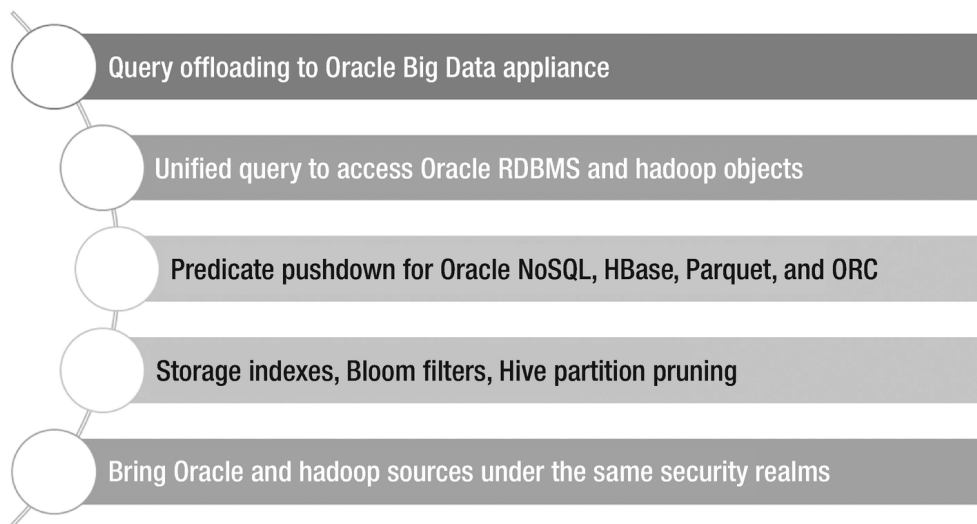 Query offloading to Oracle Big Data appliance
Unified query to access Oracle RDBMS and hadoop objects
Predicate pushdown for Oracle NoSQL, HBase, Parquet, and ORC
Storage indexes, Bloom filters, Hive partition pruning
Bring Oracle and hadoop sources under the same security realms